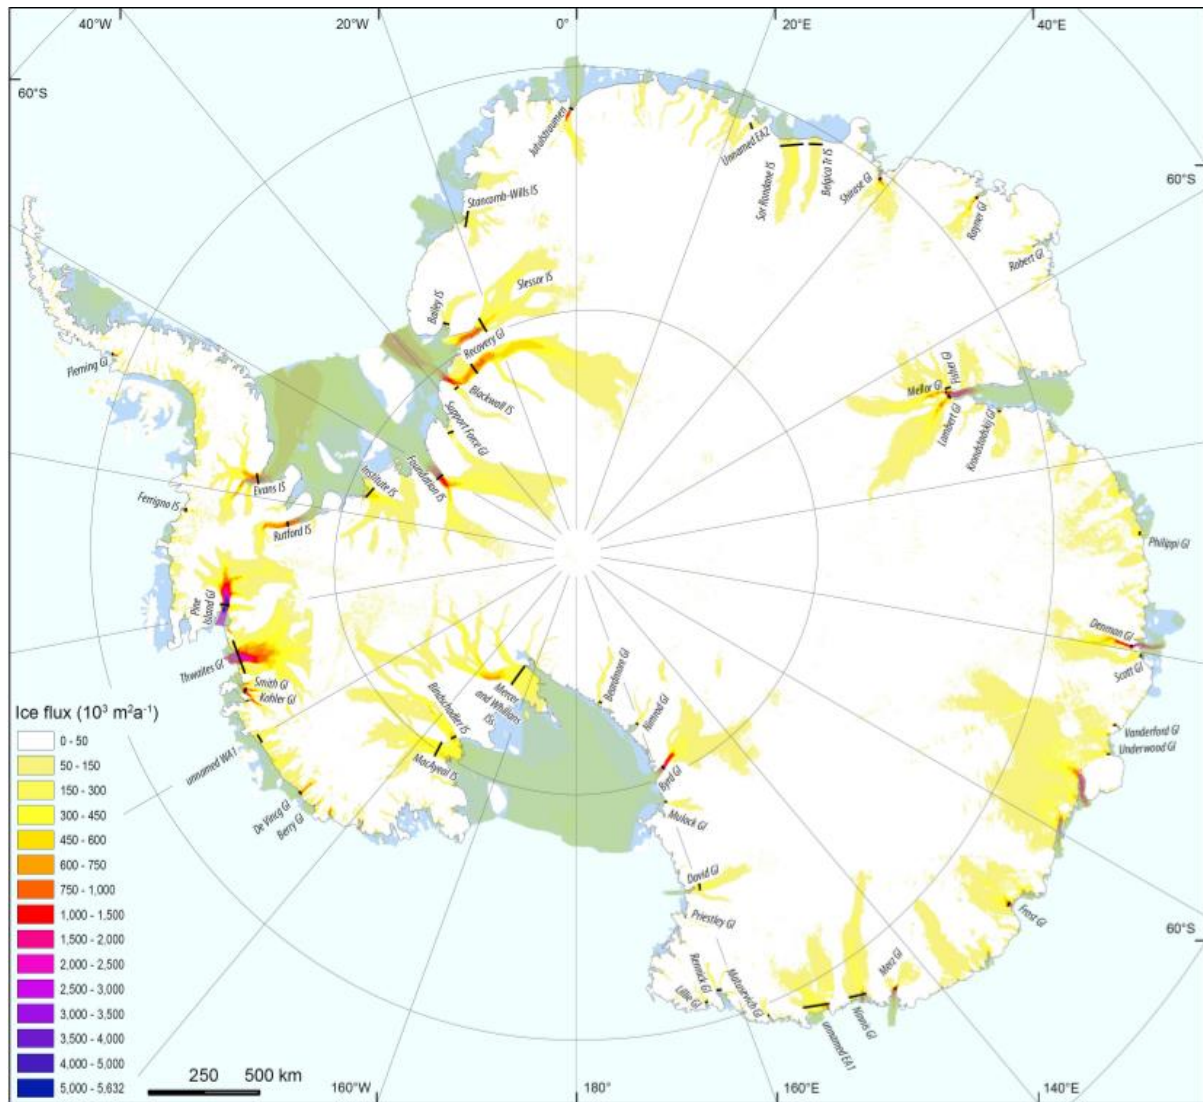 40°W
20°W
0°
20°E
40°E
60°S
60°S
Jutulstraumen
Unnamed EA2
Sor Rondane IS
Belgica Tr IS
Shirase Gl
Rayner Gl
Robert Gl
Stancomb-Wills IS
Slessor IS
Bailey IS
Recovery Gl
Blackwall IS
Support Force Gl
Foundation IS
Institute IS
Fleming Gl
Evans IS
Rutford IS
Ferrigno IS
Mellor Gl
Fisher Gl
Lambert Gl
Krondstadskij Gl
Philippi Gl
Pine
Island Gl
Thwaites Gl
Smith Gl
Kohler Gl
unnamed WA1
De Vincq Gl
Berry Gl
Bindschadler IS
MacAyeal IS
Mercer
and Whillans
ISs
Beardmore Gl
Nimrod Gl
Byrd Gl
Mulock Gl
David Gl
Priestley Gl
Rennick Gl
Lillie Gl
Matusevich Gl
unnamed EA1
Ninnis Gl
Merz Gl
Frost Gl
Denman Gl
Scott Gl
Vanderford Gl
Underwood Gl
60°S
Ice flux (10³ m²a⁻¹)
0 - 50
50 - 150
150 - 300
300 - 450
450 - 600
600 - 750
750 - 1,000
1,000 - 1,500
1,500 - 2,000
2,000 - 2,500
2,500 - 3,000
3,000 - 3,500
3,500 - 4,000
4,000 - 5,000
5,000 - 5,632
250 500 km
160°W
180°
160°E
140°E